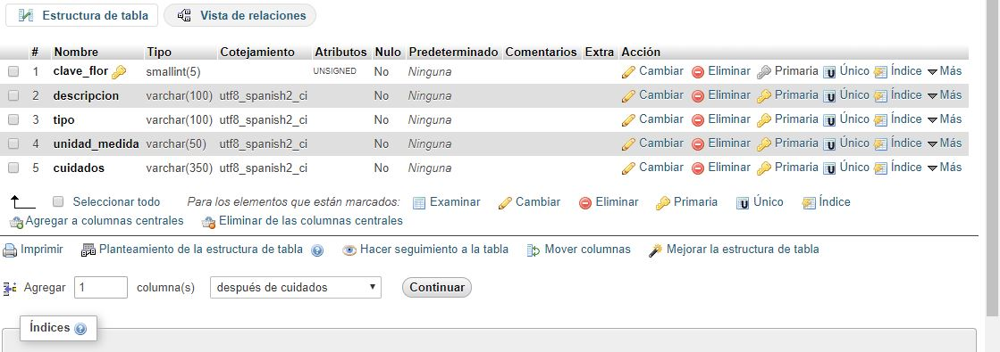 Estructura de tabla Vista de relaciones
# Nombre Tipo Cotejamiento Atributos Nulo Predeterminado Comentarios Extra Acción
1 clave_flor smallint(5) UNSIGNED No Ninguna Cambiar Eliminar Primaria Único Índice Más
2 descripcion varchar(100) utf8_spanish2_ci No Ninguna Cambiar Eliminar Primaria Único Índice Más
3 tipo varchar(100) utf8_spanish2_ci No Ninguna Cambiar Eliminar Primaria Único Índice Más
4 unidad_medida varchar(50) utf8_spanish2_ci No Ninguna Cambiar Eliminar Primaria Único Índice Más
5 cuidados varchar(350) utf8_spanish2_ci No Ninguna Cambiar Eliminar Primaria Único Índice Más
Seleccionar todo Para los elementos que están marcados: Examinar Cambiar Eliminar Primaria Único Índice
Agregar a columnas centrales Eliminar de las columnas centrales
Imprimir Planteamiento de la estructura de tabla Hacer seguimiento a la tabla Mover columnas Mejorar la estructura de tabla
Agregar 1 columna(s) después de cuidados Continuar
Índices